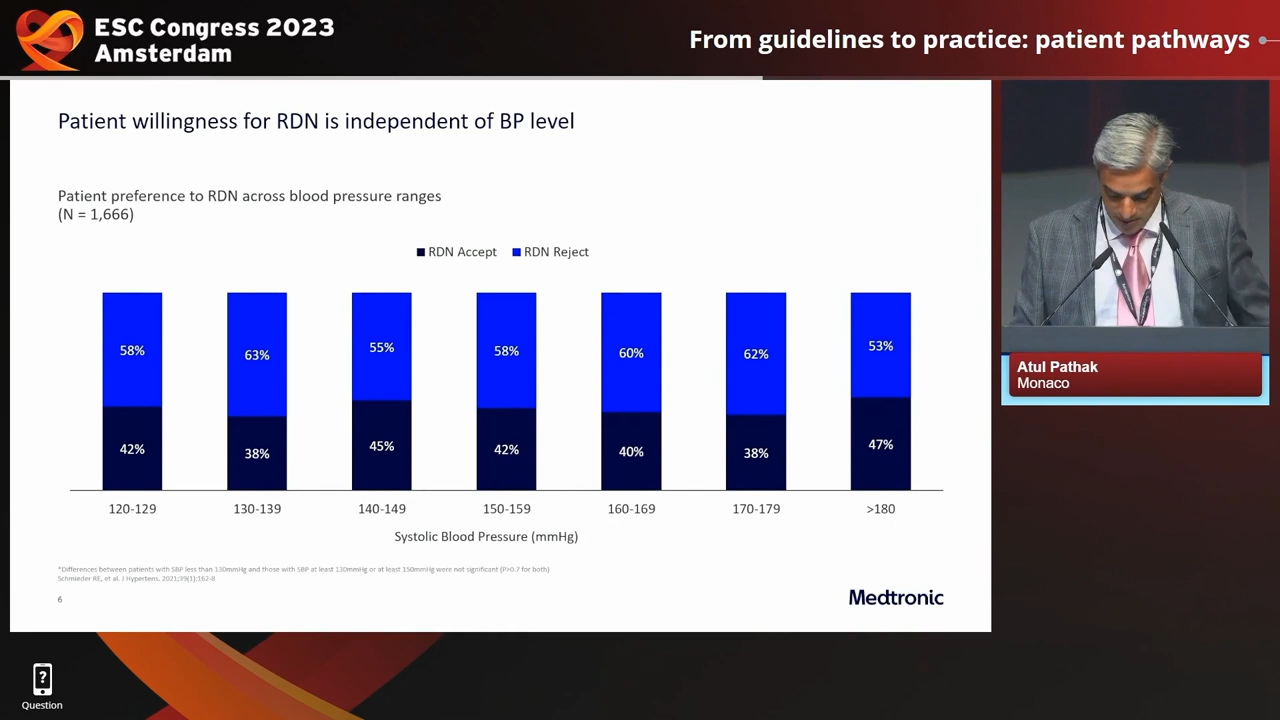 ESC Congress 2023
Amsterdam
From guidelines to practice: patient pathways
Patient willingness for RDN is independent of BP level
Patient preference to RDN across blood pressure ranges
(N = 1,666)
RDN Accept RDN Reject
58% 63% 55% 58% 60% 62% 53%
42% 38% 45% 42% 40% 38% 47%
120-129 130-139 140-149 150-159 160-169 170-179 >180
Systolic Blood Pressure (mmHg)
*Differences between patients with SBP less than 130mmHg and those with SBP at least 130mmHg or at least 150mmHg were not significant (P>0.7 for both)
Schmieder RE, et al. J Hypertens. 2021;39(1):162-8
6
Medtronic
Atul Pathak
Monaco
?
Question